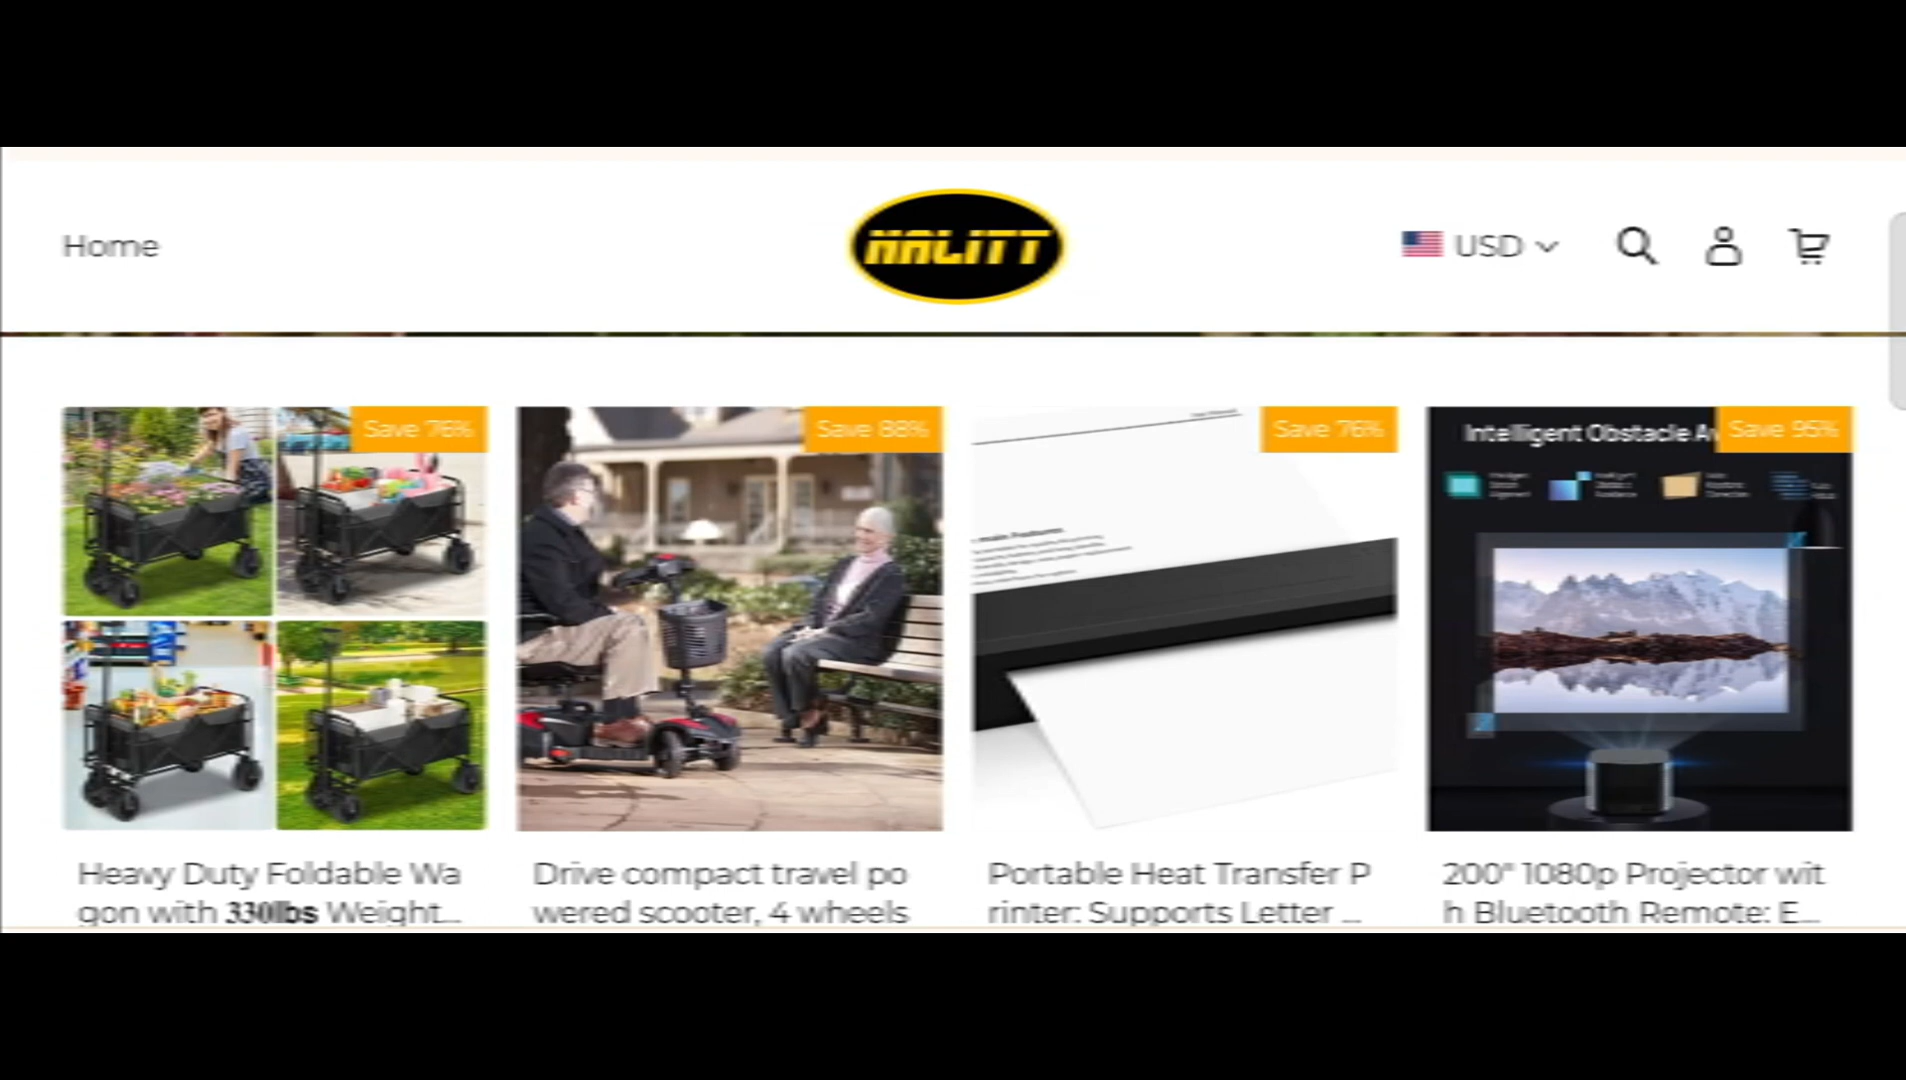 Home
NALITT
USD
Save 76%
Save 88%
Save 76%
Save 95%
Intelligent Obstacle Av
Heavy Duty Foldable Wa
gon with 330lbs Weight...
Drive compact travel po
wered scooter, 4 wheels
Portable Heat Transfer P
rinter: Supports Letter ...
200" 1080p Projector wit
h Bluetooth Remote: E...